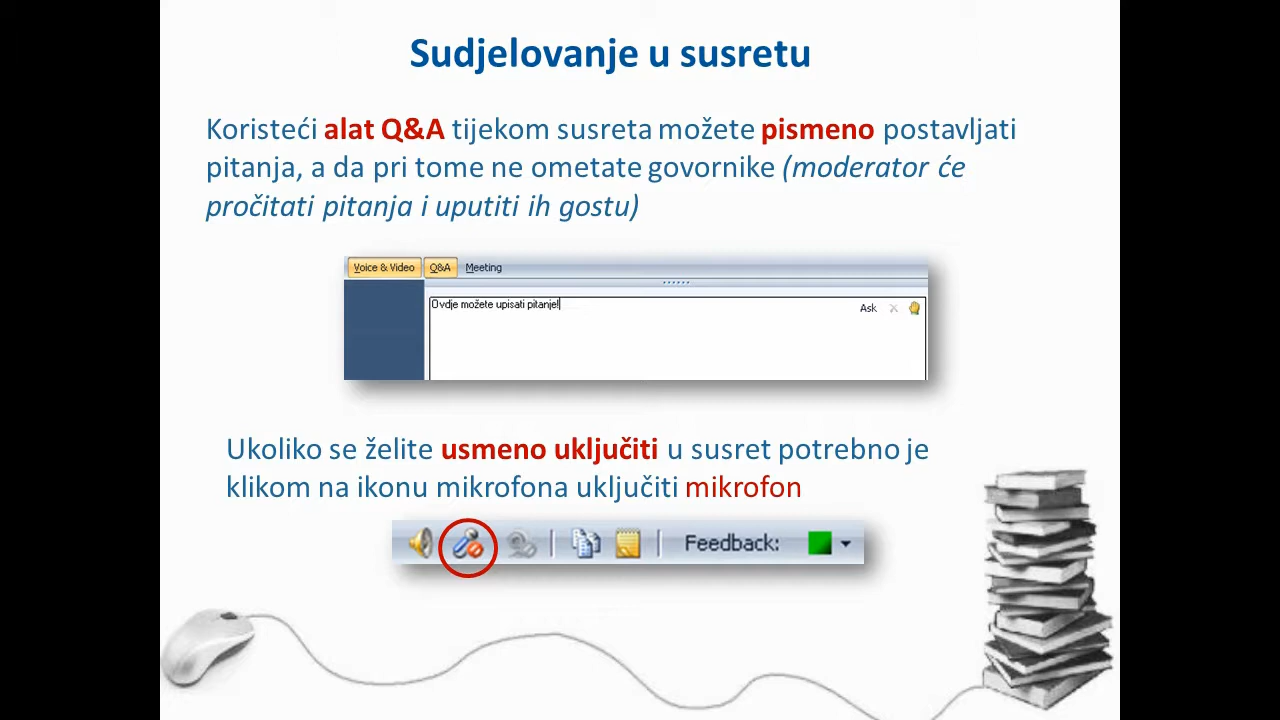 Sudjelovanje u susretu
Koristeći alat Q&A tijekom susreta možete pismeno postavljati
pitanja, a da pri tome ne ometate govornike (moderator će
pročitati pitanja i uputiti ih gostu)
Voice & Video Q&A Meeting
Ovdje možete upisati pitanje!
Ask
Ukoliko se želite usmeno uključiti u susret potrebno je
klikom na ikonu mikrofona uključiti mikrofon
Feedback: